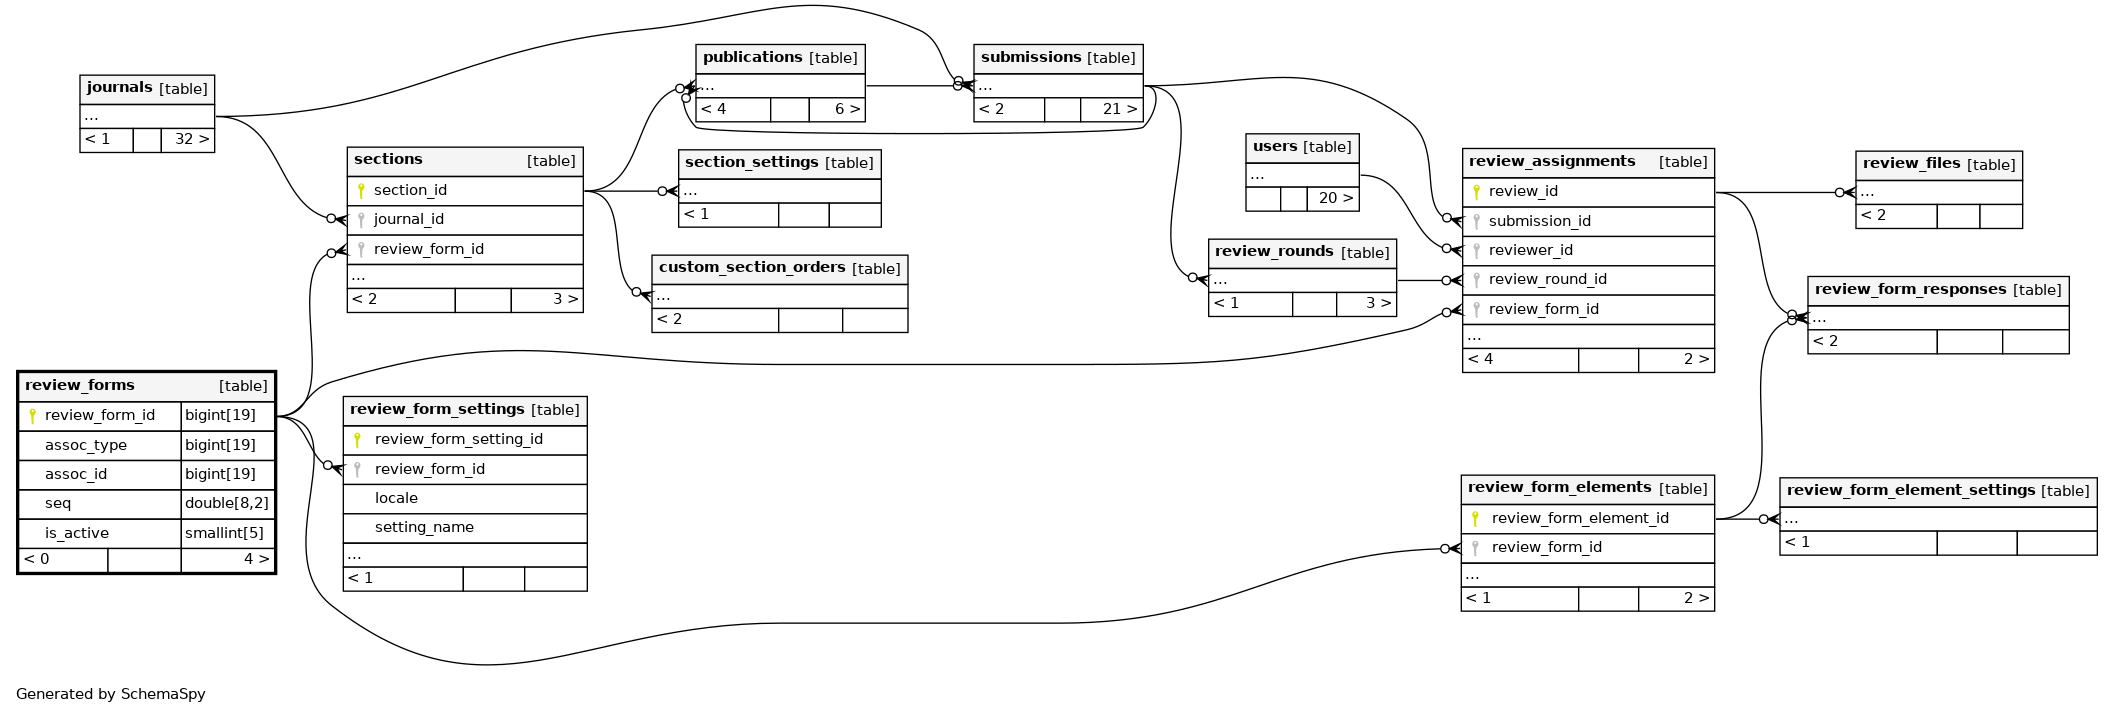 journals [table]
...
< 1 32 >
publications [table]
...
< 4 6 >
submissions [table]
...
< 2 21 >
sections [table]
section_id
journal_id
review_form_id
...
< 2 3 >
section_settings [table]
...
< 1
custom_section_orders [table]
...
< 2
users [table]
...
20 >
review_rounds [table]
...
< 1 3 >
review_assignments [table]
review_id
submission_id
reviewer_id
review_round_id
review_form_id
...
< 4 2 >
review_files [table]
...
< 2
review_form_responses [table]
...
< 2
review_forms [table]
review_form_id bigint[19]
assoc_type bigint[19]
assoc_id bigint[19]
seq double[8,2]
is_active smallint[5]
< 0 4 >
review_form_settings [table]
review_form_setting_id
review_form_id
locale
setting_name
...
< 1
review_form_elements [table]
review_form_element_id
review_form_id
...
< 1 2 >
review_form_element_settings [table]
...
< 1
Generated by SchemaSpy